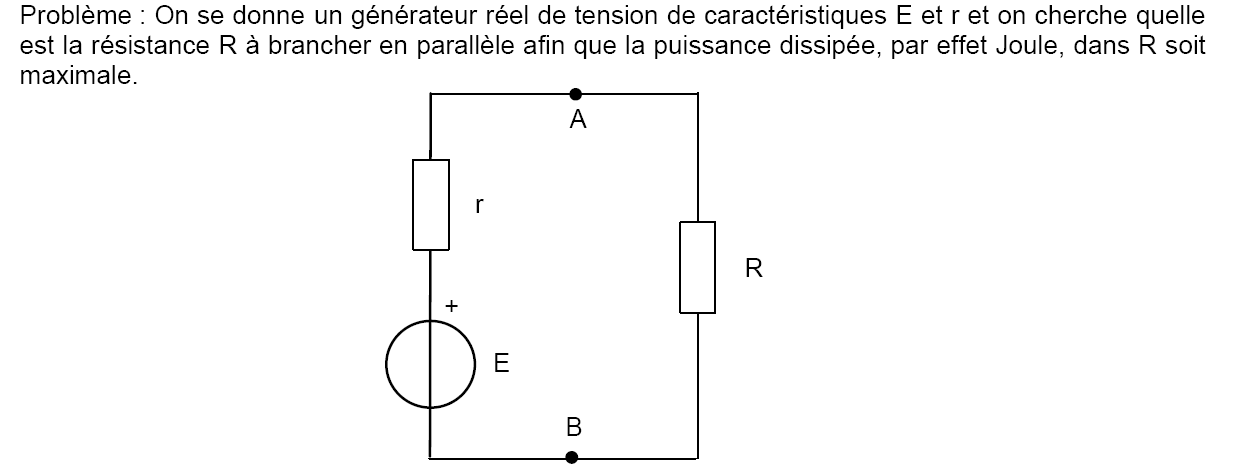 Problème : On se donne un générateur réel de tension de caractéristiques E et r et on cherche quelle
est la résistance R à brancher en parallèle afin que la puissance dissipée, par effet Joule, dans R soit
maximale.
A
r
R
+
E
B